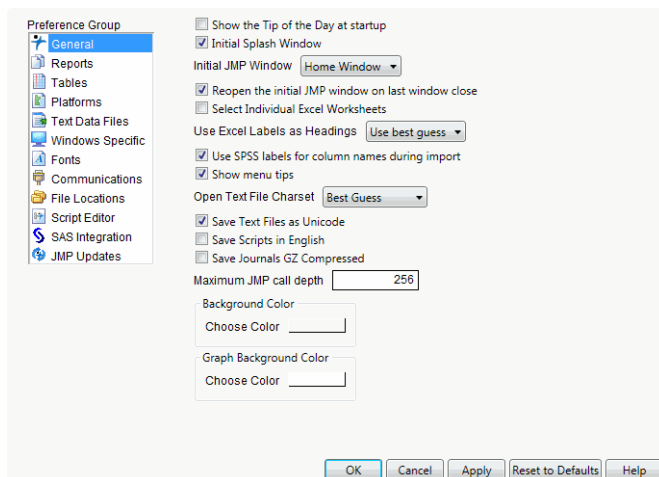 Preference Group
General
Reports
Tables
Platforms
Text Data Files
Windows Specific
Fonts
Communications
File Locations
Script Editor
SAS Integration
JMP Updates
Show the Tip of the Day at startup
Initial Splash Window
Initial JMP Window Home Window
Reopen the initial JMP window on last window close
Select Individual Excel Worksheets
Use Excel Labels as Headings Use best guess
Use SPSS labels for column names during import
Show menu tips
Open Text File Charset Best Guess
Save Text Files as Unicode
Save Scripts in English
Save Journals GZ Compressed
Maximum JMP call depth 256
Background Color
Choose Color
Graph Background Color
Choose Color
OK Cancel Apply Reset to Defaults Help